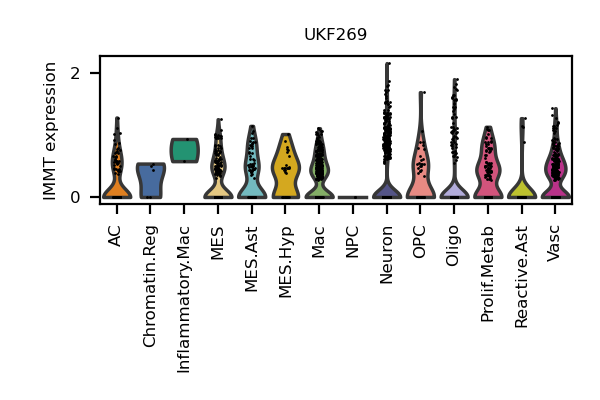 UKF269
IMMT expression
2
0
AC
Chromatin.Reg
Inflammatory.Mac
MES
MES.Ast
MES.Hyp
Mac
NPC
Neuron
OPC
Oligo
Prolif.Metab
Reactive.Ast
Vasc